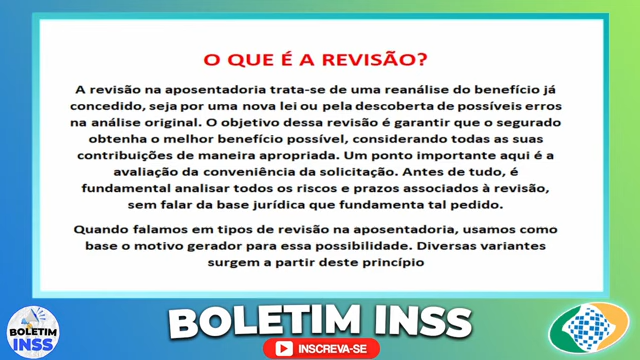 O QUE É A REVISÃO?
A revisão na aposentadoria trata-se de uma reanálise do benefício já
concedido, seja por uma nova lei ou pela descoberta de possíveis erros
na análise original. O objetivo dessa revisão é garantir que o segurado
obtenha o melhor benefício possível, considerando todas as suas
contribuições de maneira apropriada. Um ponto importante aqui é a
avaliação da conveniência da solicitação. Antes de tudo, é
fundamental analisar todos os riscos e prazos associados à revisão,
sem falar da base jurídica que fundamenta tal pedido.
Quando falamos em tipos de revisão na aposentadoria, usamos como
base o motivo gerador para essa possibilidade. Diversas variantes
surgem a partir deste princípio
BOLETIM
INSS
BOLETIM INSS
INSCREVA-SE